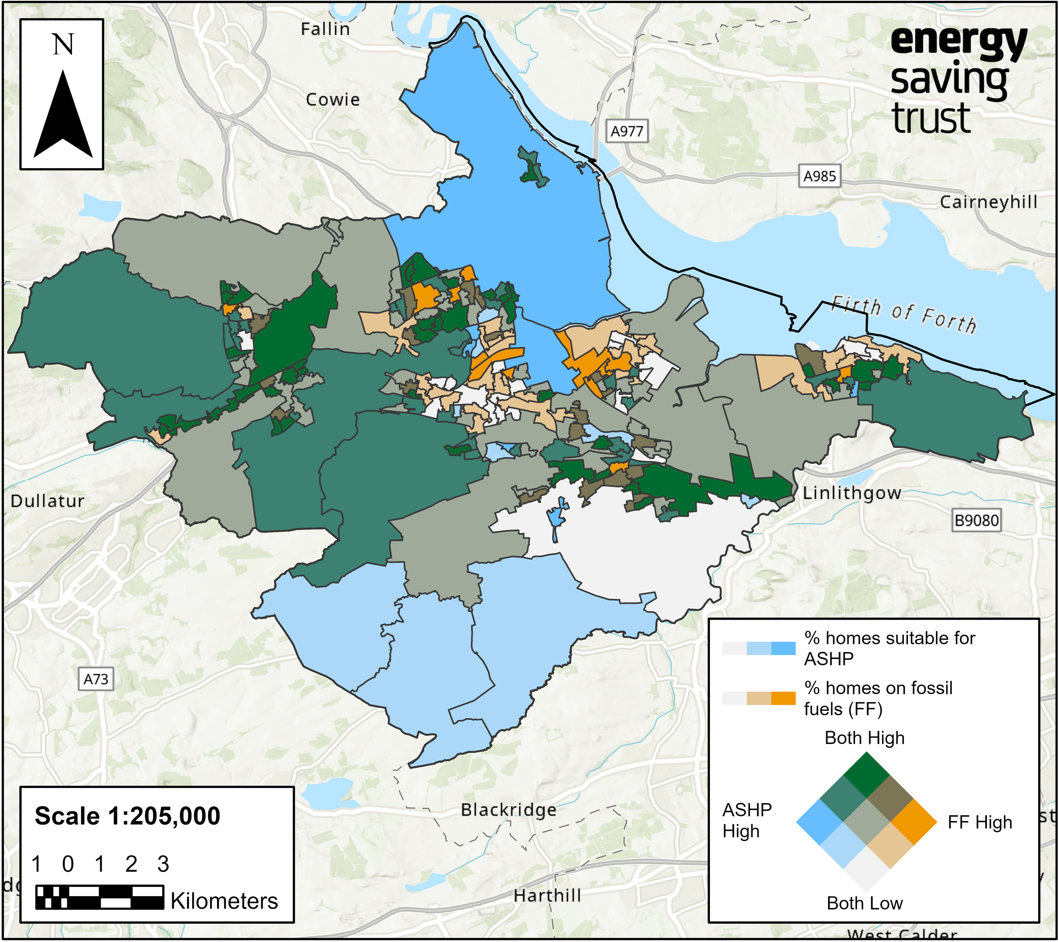 Fallin
N
energy
saving
trust
Cowie
A977
A985
Cairneyhill
Firth of Forth
Dullatur
Linlithgow
B9080
% homes suitable for
ASHP
A73
% homes on fossil
fuels (FF)
Both High
ASHP
High
FF High
Both Low
Scale 1:205,000
1 0 1 2 3
Kilometers
Blackridge
Harthill
West Calder